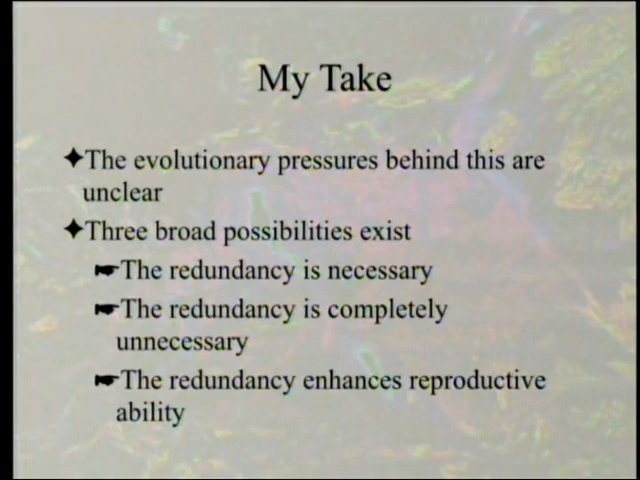 My Take
The evolutionary pressures behind this are
unclear
Three broad possibilities exist
The redundancy is necessary
The redundancy is completely
unnecessary
The redundancy enhances reproductive
ability